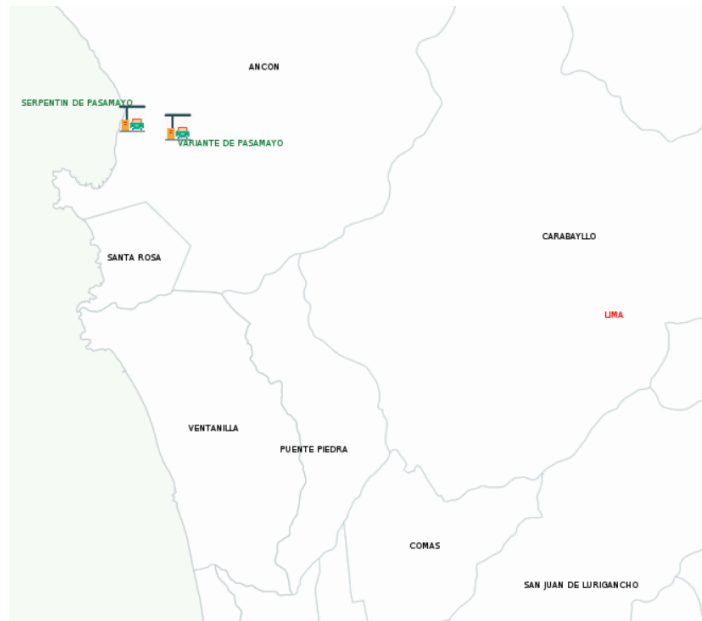 ANCON
SERPENTIN DE PASAMAYO
VARIANTE DE PASAMAYO
CARABAYLLO
SANTA ROSA
LIMA
VENTANILLA
PUENTE PIEDRA
COMAS
SAN JUAN DE LURIGANCHO